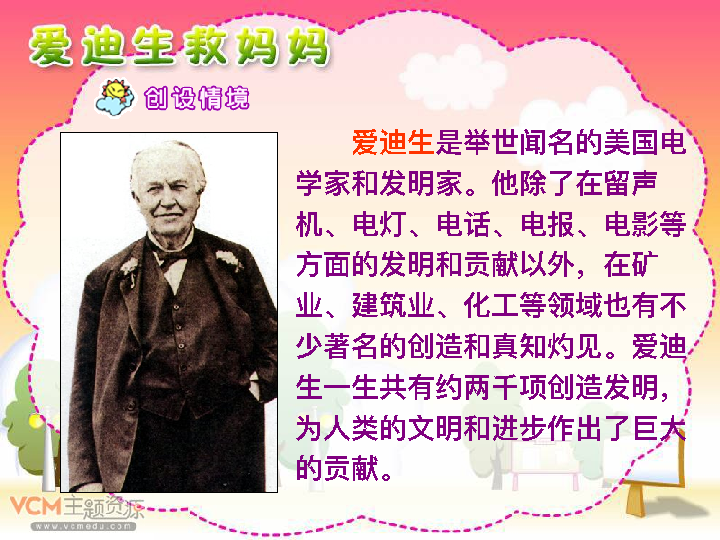 爱迪生救妈妈
创设情境
爱迪生是举世闻名的美国电
学家和发明家。他除了在留声
机、电灯、电话、电报、电影等
方面的发明和贡献以外，在矿
业、建筑业、化工等领域也有不
少著名的创造和真知灼见。爱迪
生一生共有约两千项创造发明，
为人类的文明和进步作出了巨大
的贡献。
VCM主题资源
www.vcmedu.com